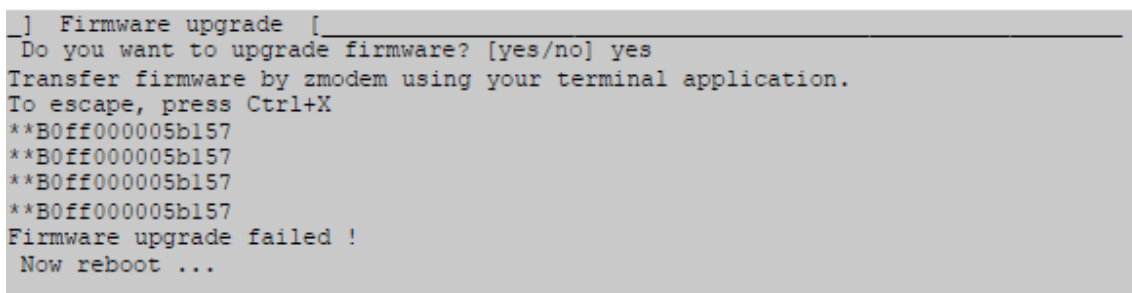 _] Firmware upgrade [______________________________________________________________
Do you want to upgrade firmware? [yes/no] yes
Transfer firmware by zmodem using your terminal application.
To escape, press Ctrl+X
**B0ff000005b157
**B0ff000005b157
**B0ff000005b157
**B0ff000005b157
Firmware upgrade failed !
Now reboot ...